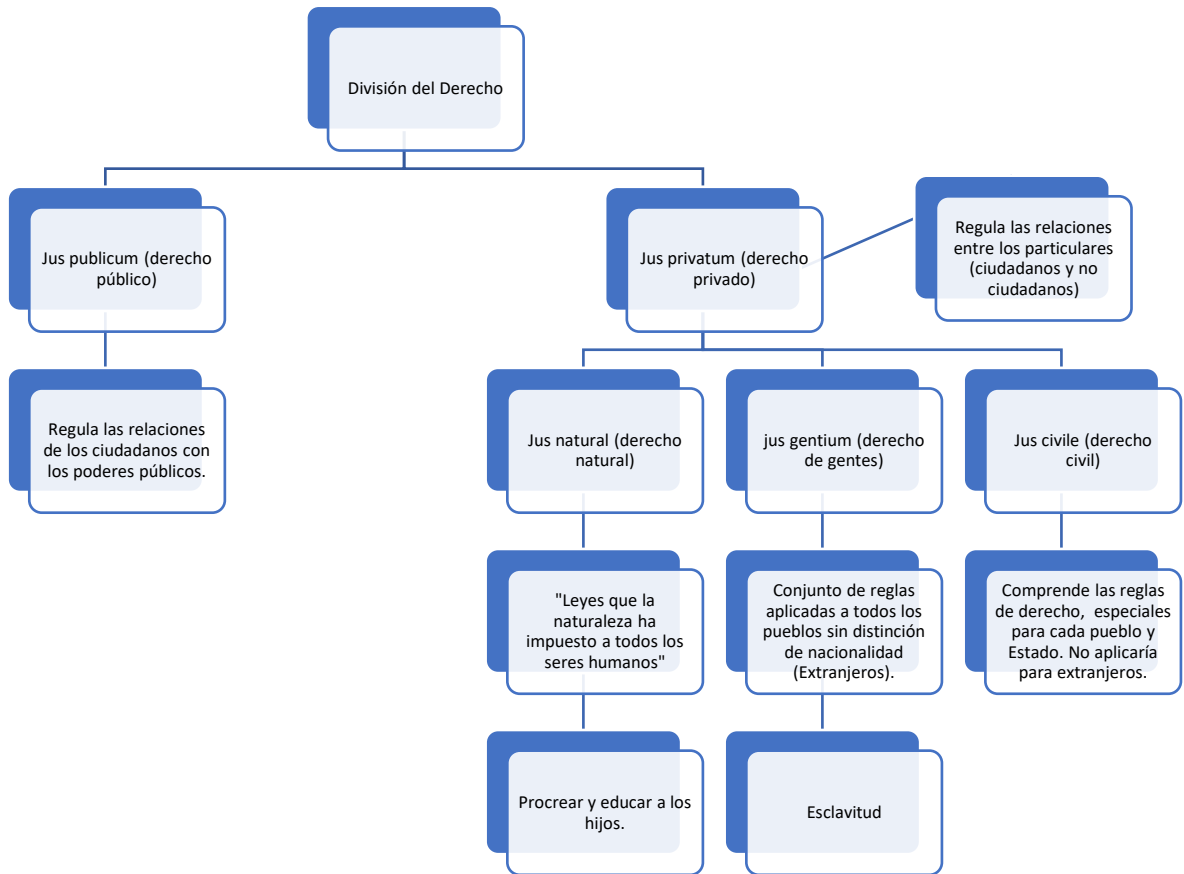 División del Derecho
Jus publicum (derecho
público)
Jus privatum (derecho
privado)
Regula las relaciones
entre los particulares
(ciudadanos y no
ciudadanos)
Regula las relaciones
de los ciudadanos con
los poderes públicos.
Jus natural (derecho
natural)
jus gentium (derecho
de gentes)
Jus civile (derecho
civil)
"Leyes que la
naturaleza ha
impuesto a todos los
seres humanos"
Conjunto de reglas
aplicadas a todos los
pueblos sin distinción
de nacionalidad
(Extranjeros).
Comprende las reglas
de derecho, especiales
para cada pueblo y
Estado. No aplicaría
para extranjeros.
Procrear y educar a los
hijos.
Esclavitud